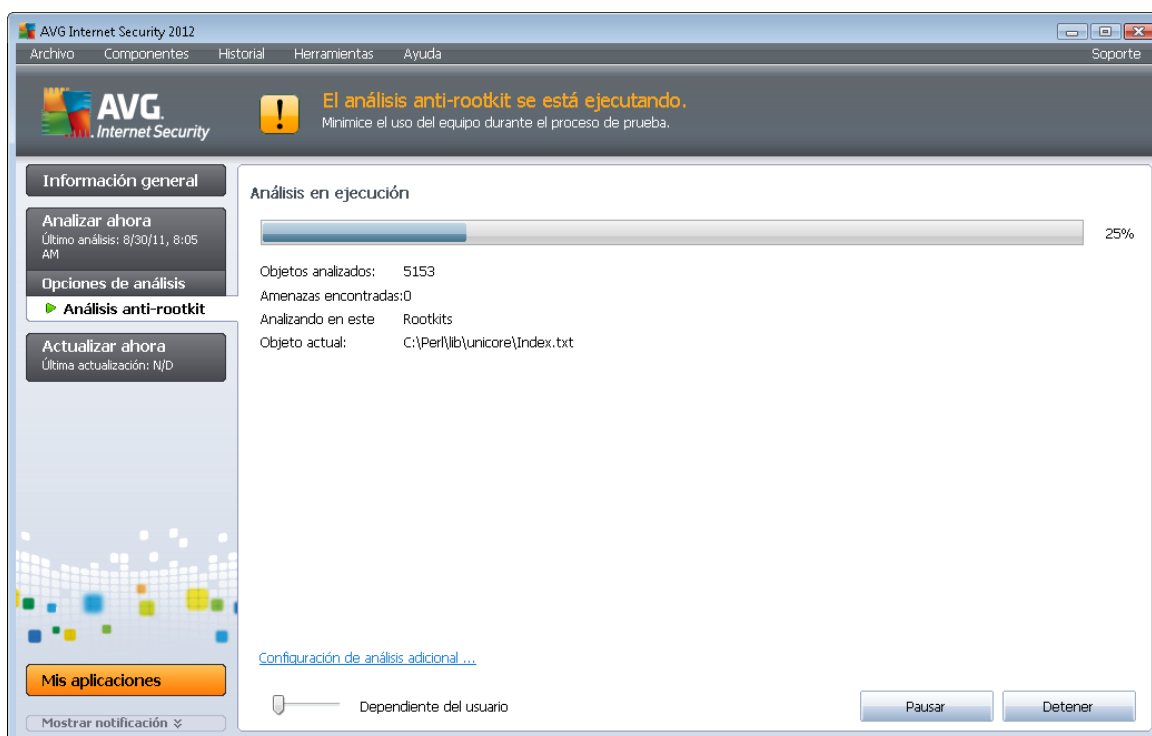 AVG Internet Security 2012
Archivo Componentes Historial Herramientas Ayuda Soporte
AVG.
Internet Security
El análisis anti-rootkit se está ejecutando.
Minimice el uso del equipo durante el proceso de prueba.
Información general
Analizar ahora
Último análisis: 8/30/11, 8:05
AM
Opciones de análisis
Análisis anti-rootkit
Actualizar ahora
Última actualización: N/D
Mis aplicaciones
Mostrar notificación
Análisis en ejecución
25%
Objetos analizados: 5153
Amenazas encontradas:0
Analizando en este Rootkits
Objeto actual: C:\Perl\lib\unicore\Index.txt
Configuración de análisis adicional ...
Dependiente del usuario
Pausar Detener